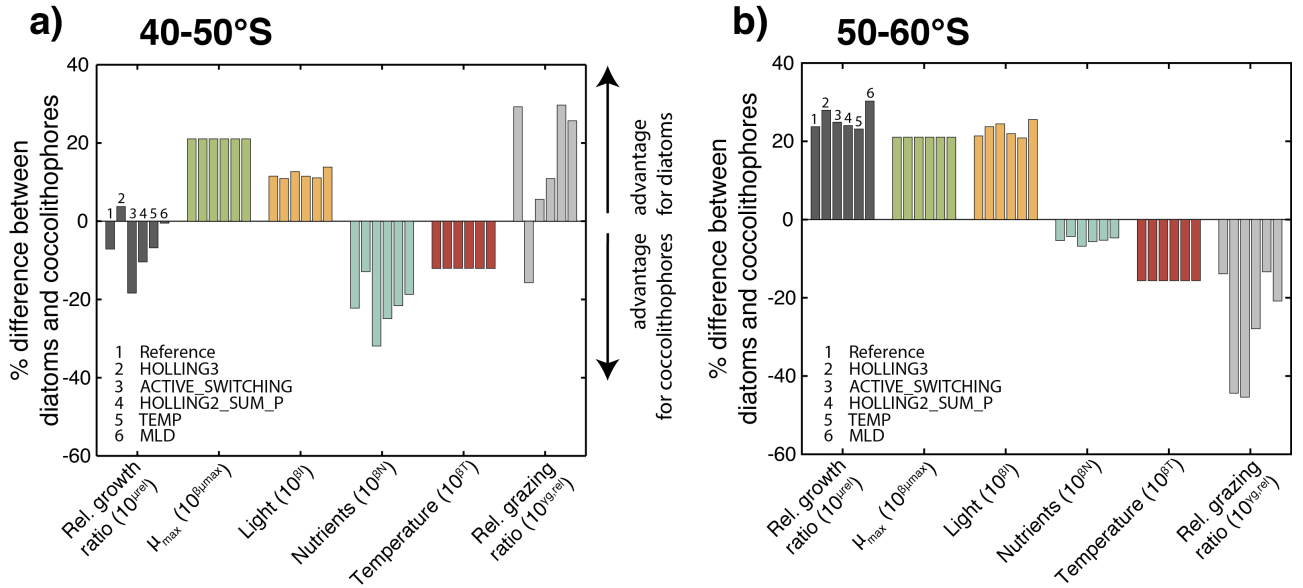 a)
40-50°S
% difference between
diatoms and coccolithophores
40
20
0
-20
-40
-60
1 2 3 4 5 6
1 Reference
2 HOLLING3
3 ACTIVE_SWITCHING
4 HOLLING2_SUM_P
5 TEMP
6 MLD
advantage
for diatoms
advantage
for coccolithophores
Rel. growth
ratio (10^μrel)
μmax (10^βμmax)
Light (10^βI)
Nutrients (10^βN)
Temperature (10^βT)
Rel. grazing
ratio (10^γg,rel)
b)
50-60°S
% difference between
diatoms and coccolithophores
40
20
0
-20
-40
-60
1 2 3 4 5 6
1 Reference
2 HOLLING3
3 ACTIVE_SWITCHING
4 HOLLING2_SUM_P
5 TEMP
6 MLD
Rel. growth
ratio (10^μrel)
μmax (10^βμmax)
Light (10^βI)
Nutrients (10^βN)
Temperature (10^βT)
Rel. grazing
ratio (10^γg,rel)